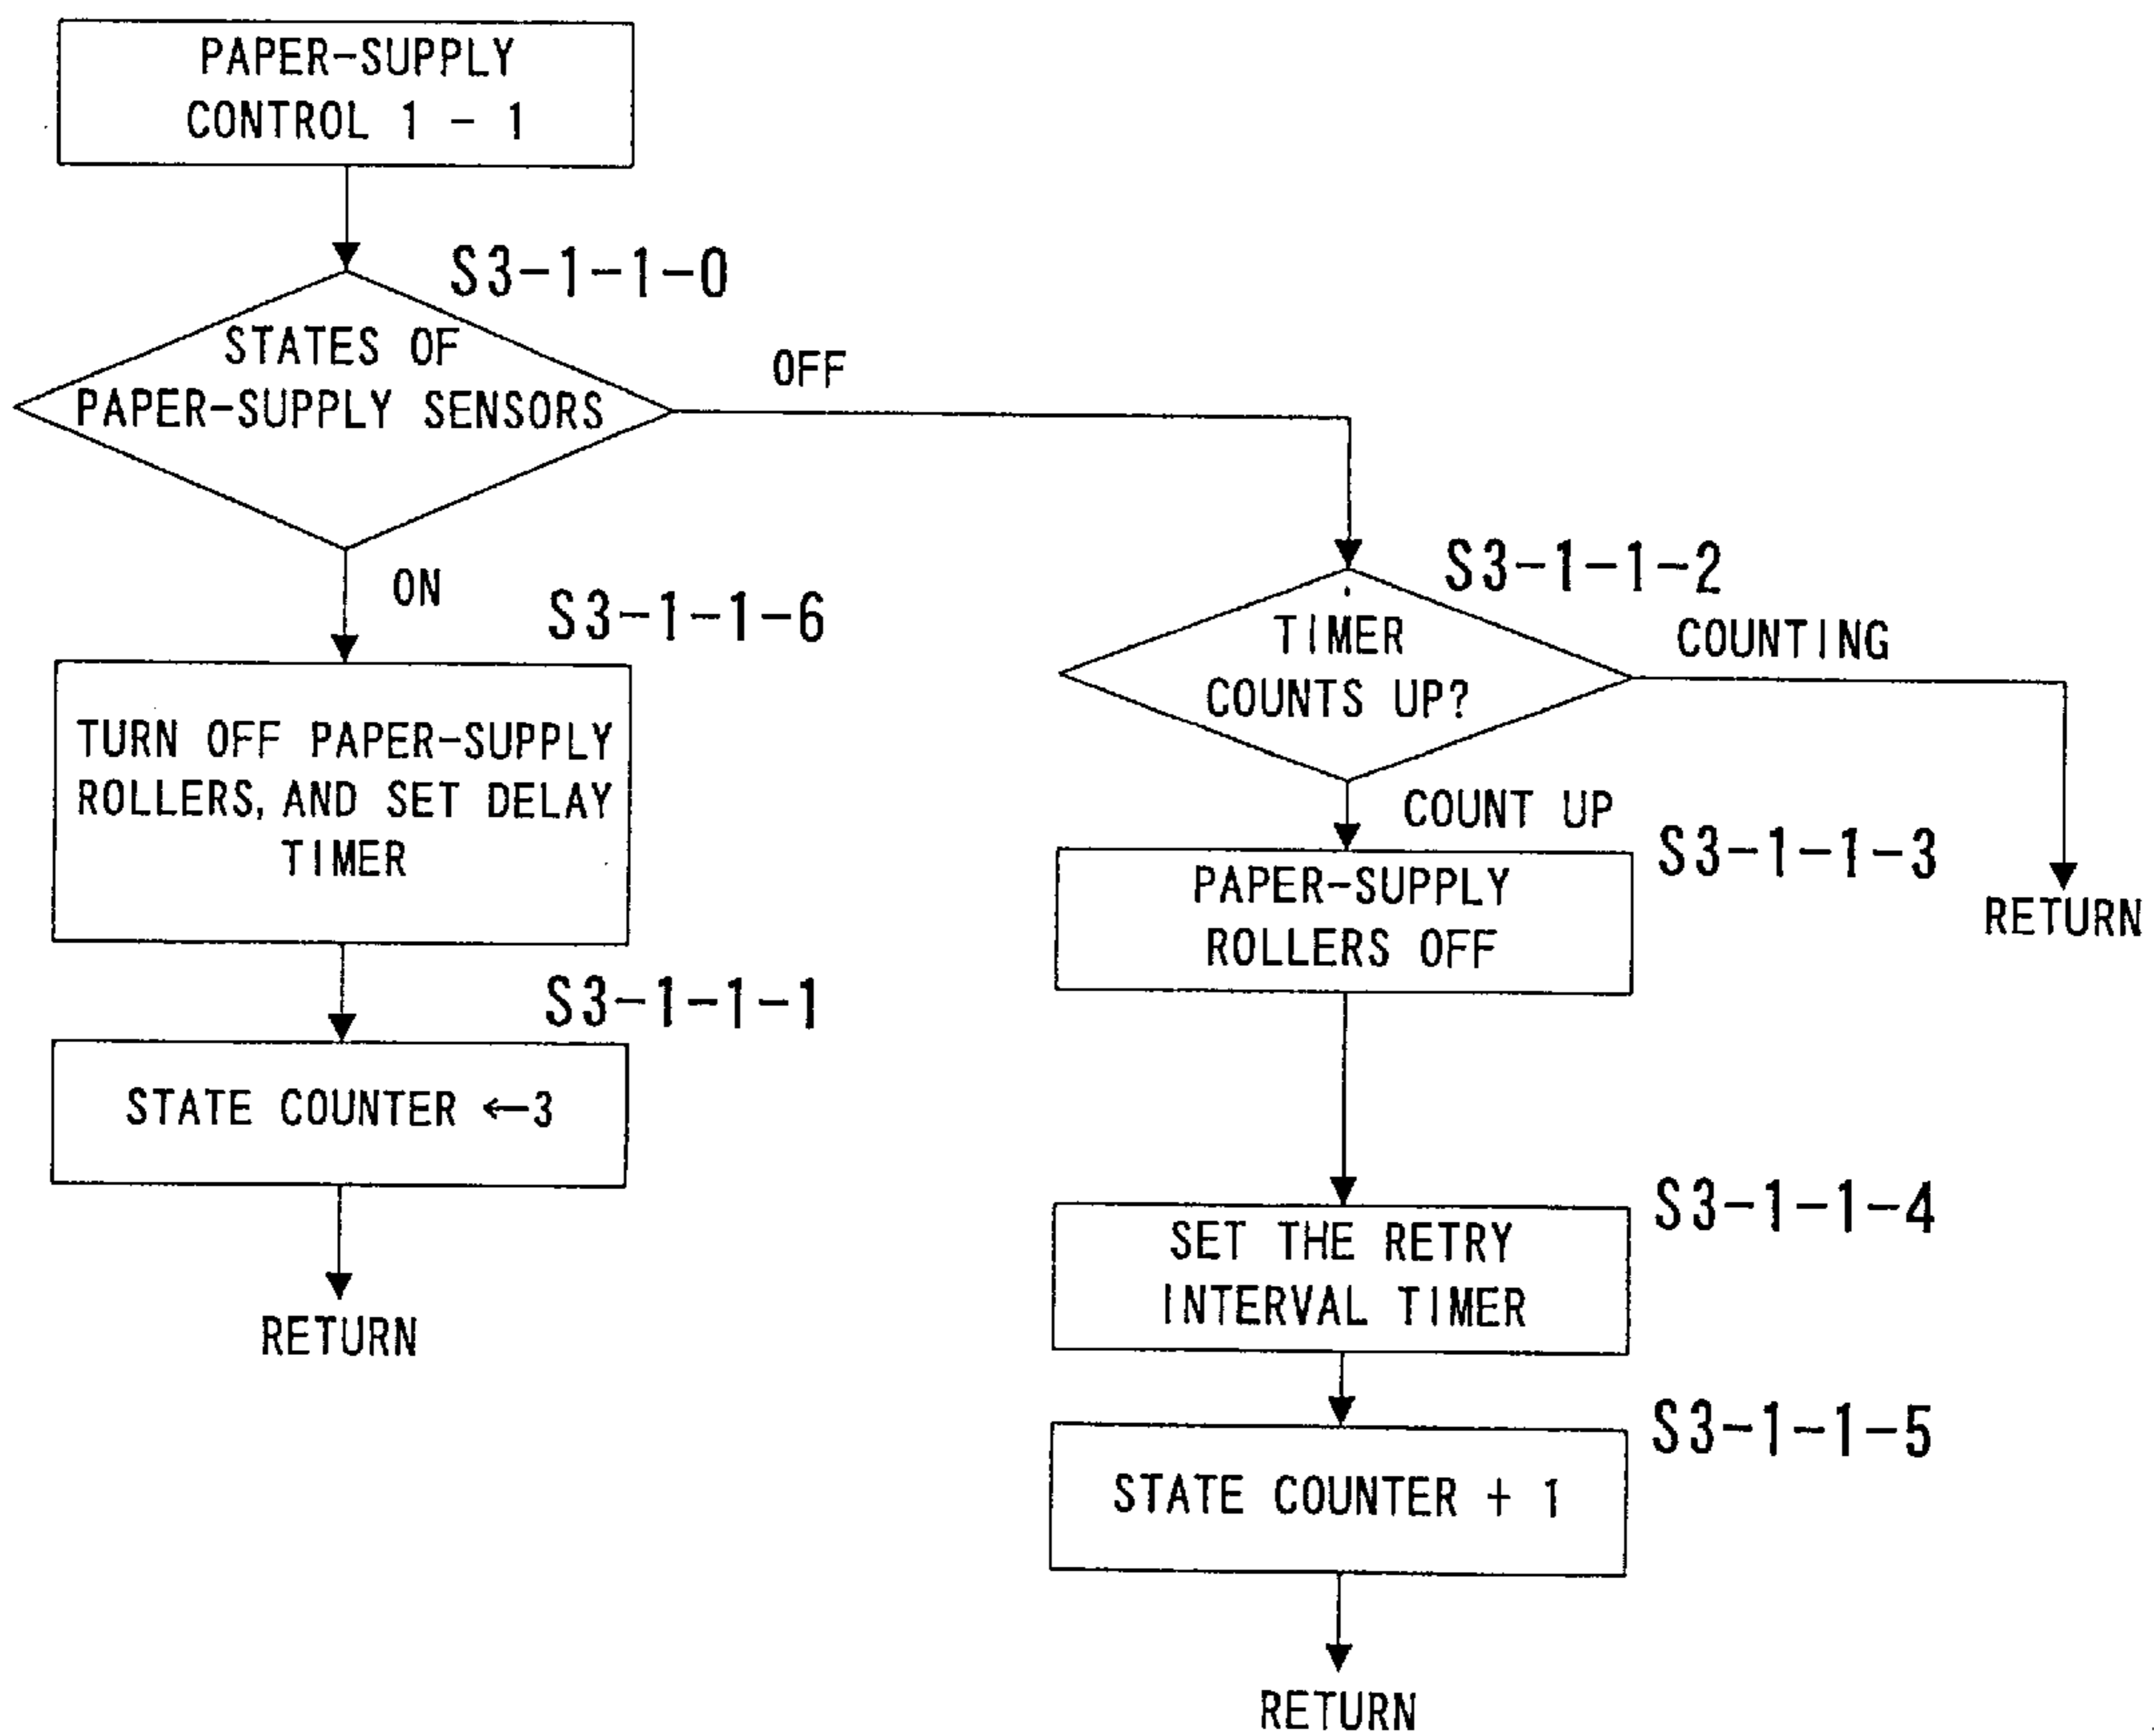 PAPER-SUPPLY
CONTROL 1 - 1
S3-1-1-0
STATES OF
PAPER-SUPPLY SENSORS
OFF
ON
S3-1-1-6
TURN OFF PAPER-SUPPLY
ROLLERS, AND SET DELAY
TIMER
S3-1-1-1
STATE COUNTER ←3
RETURN
S3-1-1-2
TIMER
COUNTS UP?
COUNTING
RETURN
COUNT UP
S3-1-1-3
PAPER-SUPPLY
ROLLERS OFF
S3-1-1-4
SET THE RETRY
INTERVAL TIMER
S3-1-1-5
STATE COUNTER + 1
RETURN